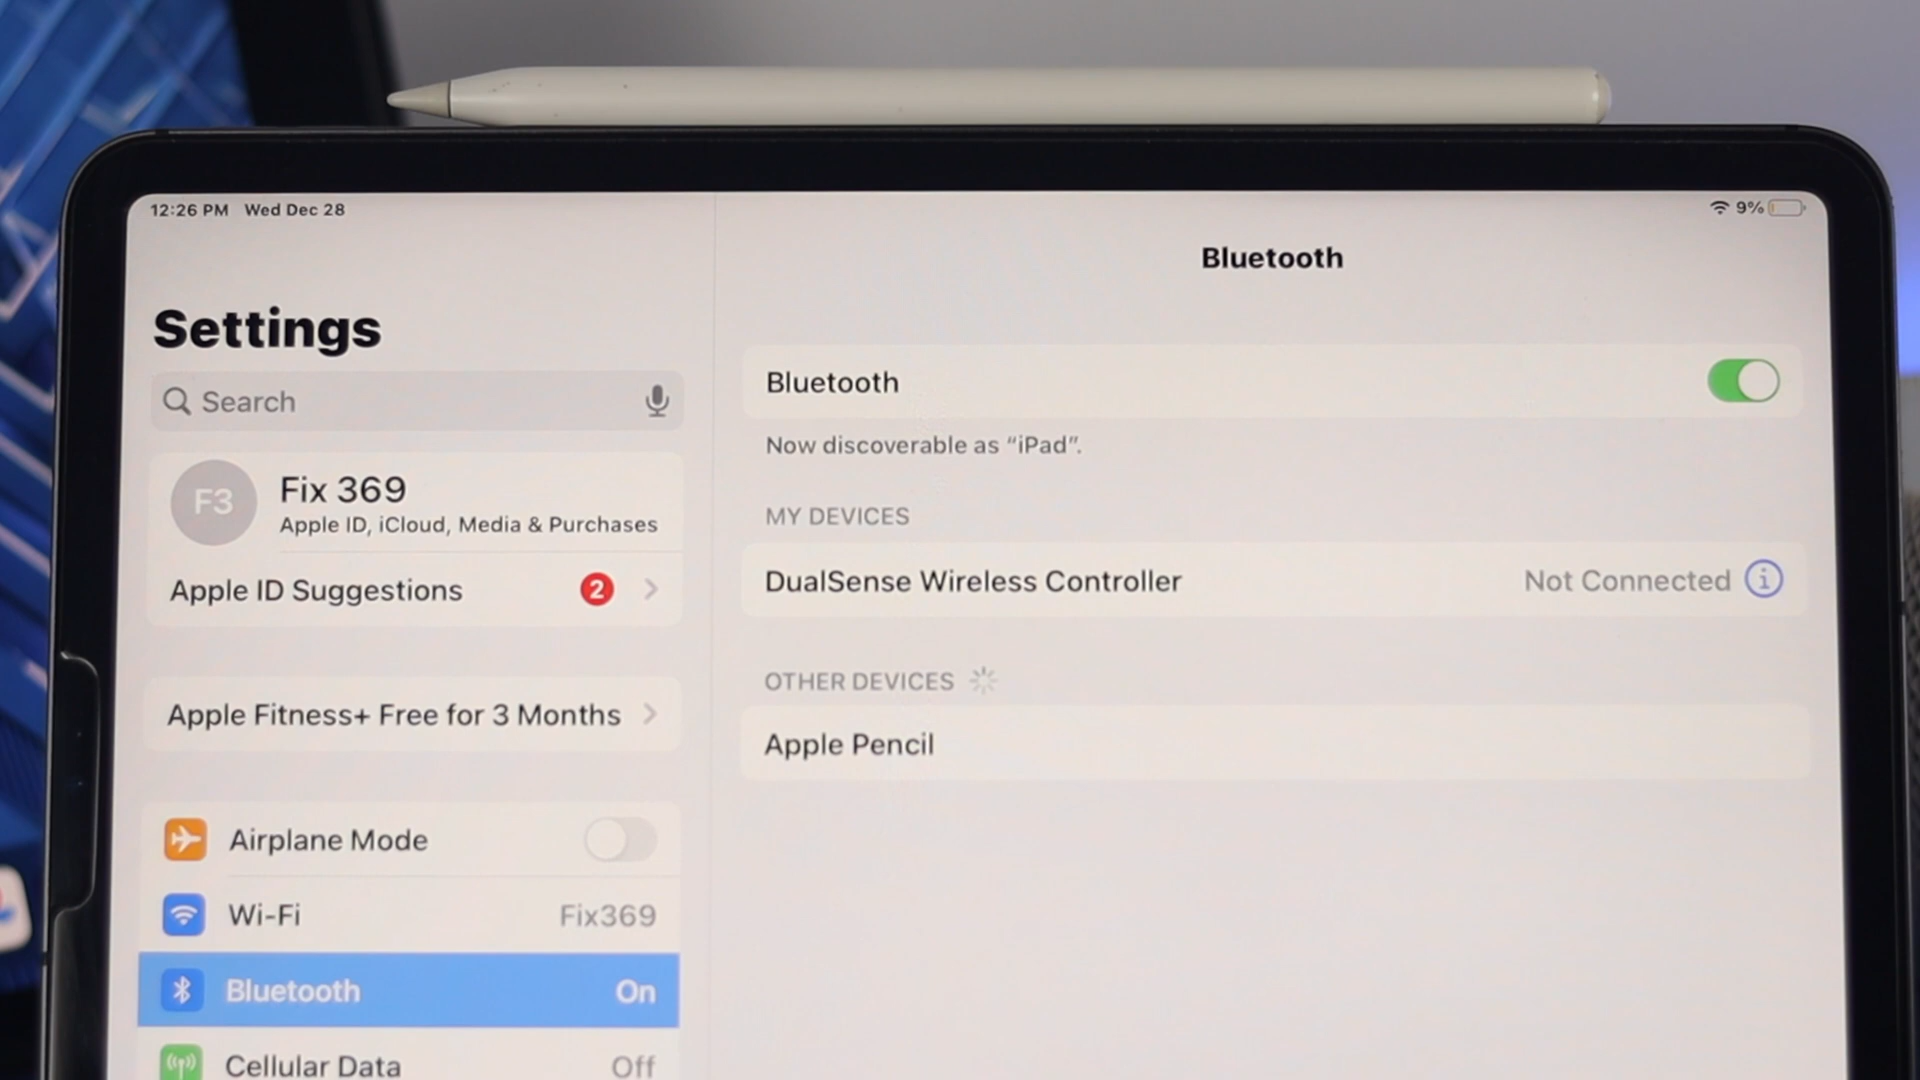 12:26 PM Wed Dec 28
9%
Settings
Search
F3
Fix 369
Apple ID, iCloud, Media & Purchases
Apple ID Suggestions 2
Apple Fitness+ Free for 3 Months
Airplane Mode
Wi-Fi Fix369
Bluetooth On
Cellular Data Off
Bluetooth
Bluetooth
Now discoverable as “iPad”.
MY DEVICES
DualSense Wireless Controller Not Connected
OTHER DEVICES
Apple Pencil